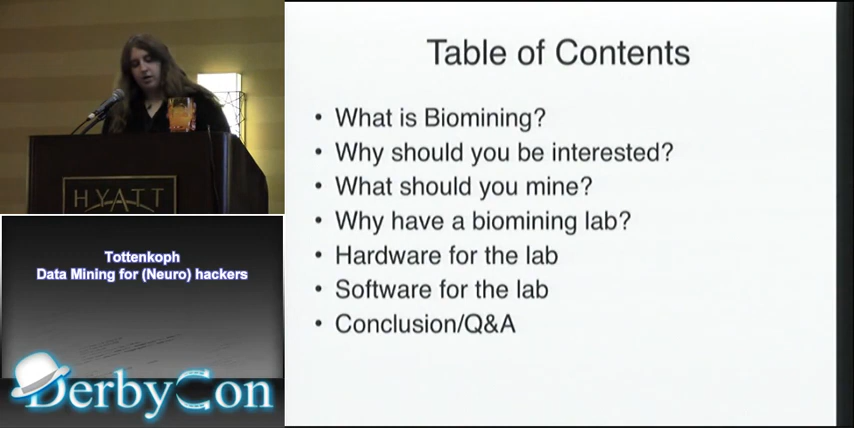 HYATT
Tottenkoph
Data Mining for (Neuro) hackers
DerbyCon
Table of Contents
• What is Biomining?
• Why should you be interested?
• What should you mine?
• Why have a biomining lab?
• Hardware for the lab
• Software for the lab
• Conclusion/Q&A